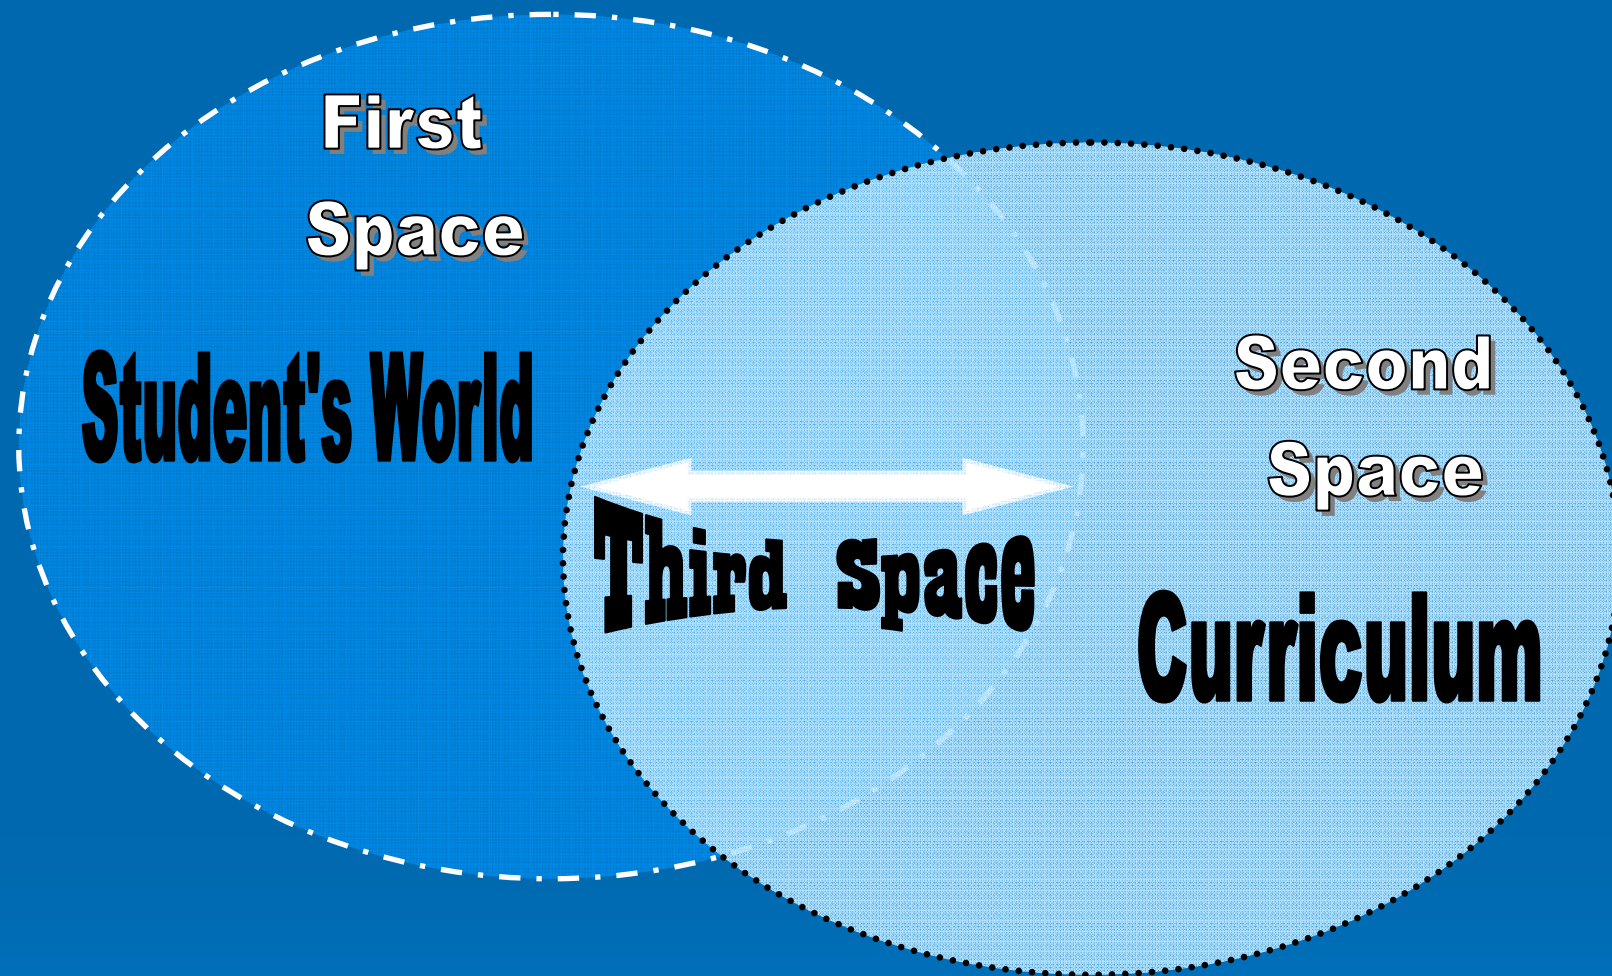 First
Space
Student's World
Third Space
Second
Space
Curriculum